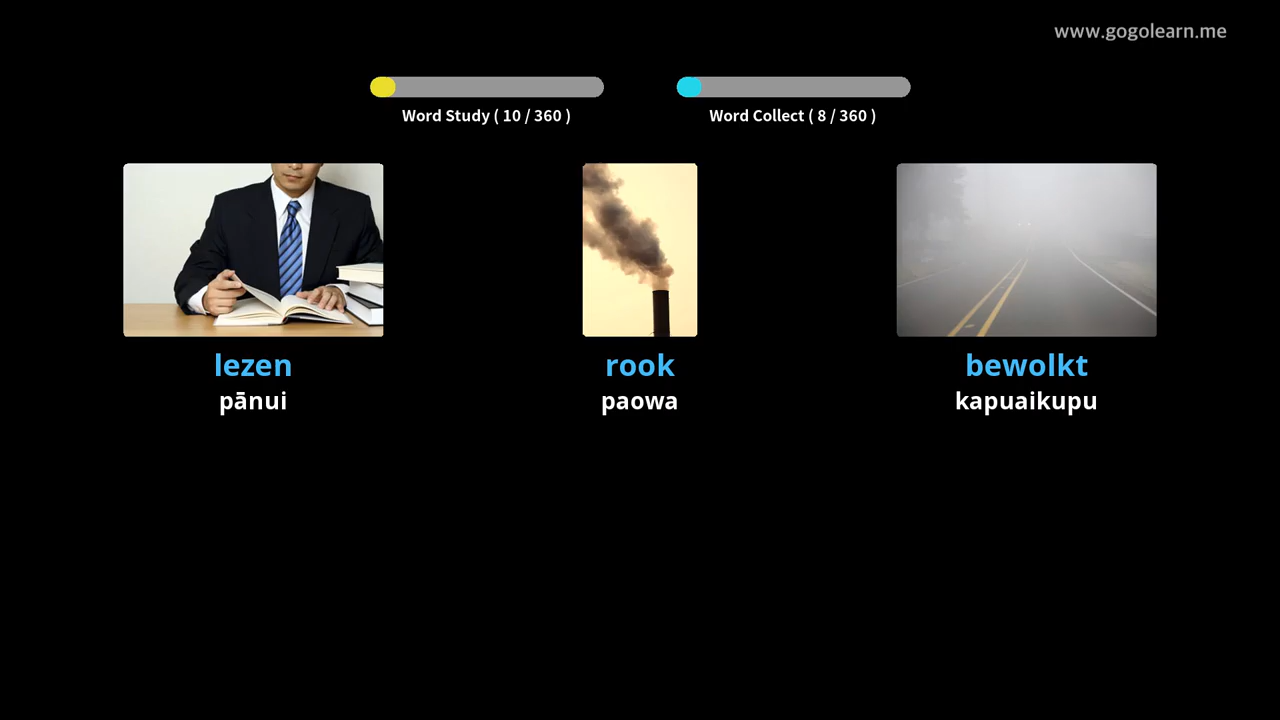 www.gogolearn.me
Word Study ( 10 / 360 )
Word Collect ( 8 / 360 )
lezen
pānui
rook
paowa
bewolkt
kapuaikupu